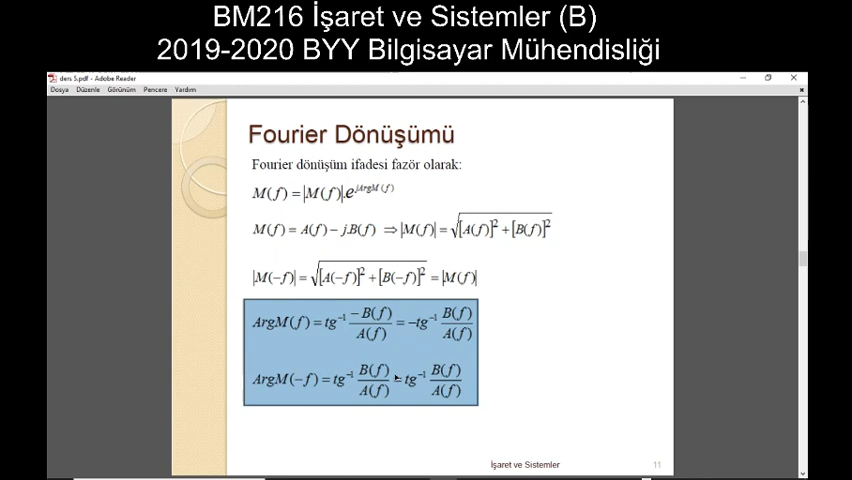 BM216 İşaret ve Sistemler (B)
2019-2020 BYY Bilgisayar Mühendisliği
ders 5.pdf - Adobe Reader
Dosya Düzenle Görünüm Pencere Yardım
Fourier Dönüşümü
Fourier dönüşüm ifadesi fazör olarak:
M(f) = |M(f)|.e^{jArgM(f)}
M(f) = A(f) − j.B(f) ⇒ |M(f)| = √([A(f)]² + [B(f)]²)
|M(−f)| = √([A(−f)]² + [B(−f)]²) = |M(f)|
ArgM(f) = tg⁻¹ −B(f)/A(f) = −tg⁻¹ B(f)/A(f)
ArgM(−f) = tg⁻¹ B(f)/A(f) = tg⁻¹ B(f)/A(f)
İşaret ve Sistemler 11